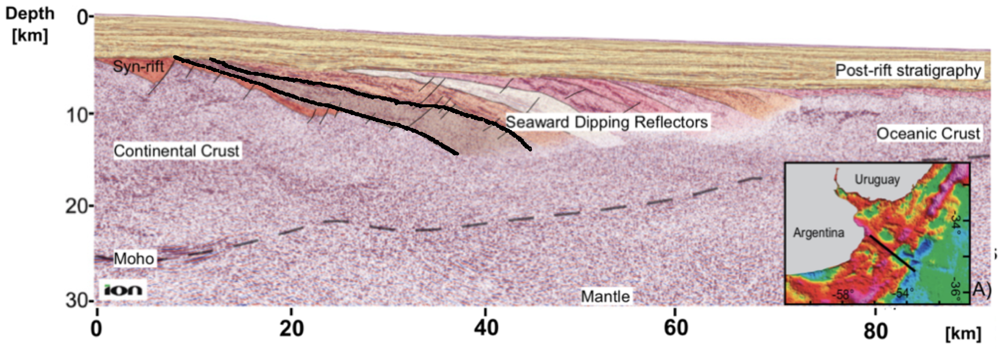 Depth
[km]
0
Syn-rift
Post-rift stratigraphy
10
Seaward Dipping Reflectors
Oceanic Crust
Continental Crust
Uruguay
20
-34°
Argentina
Moho
ion
-58°
-54°
-36°
A)
30
Mantle
0
20
40
60
80
[km]